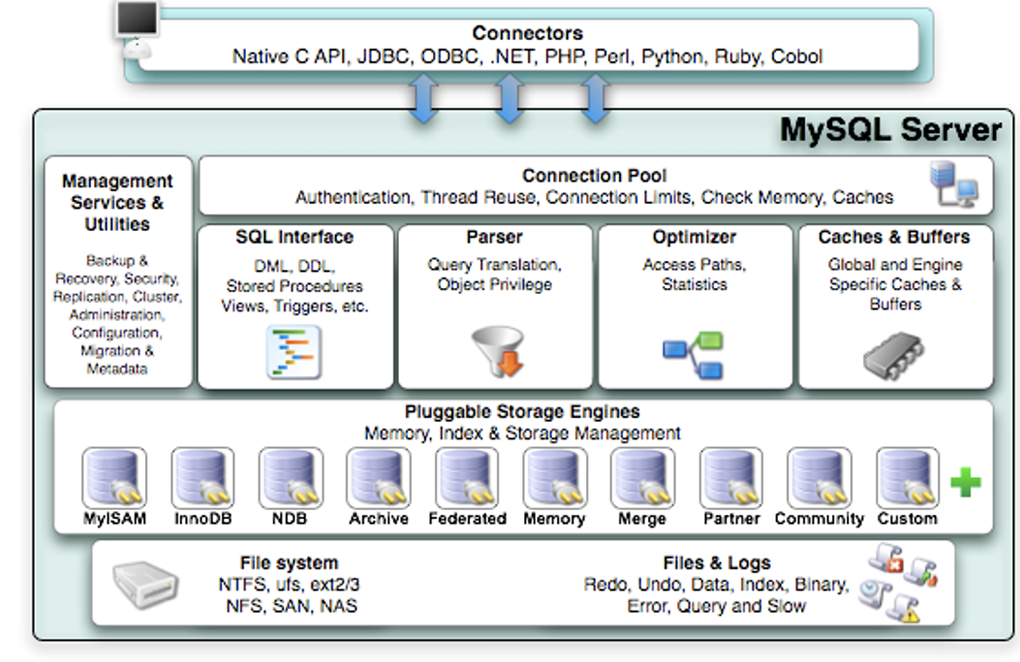 Connectors
Native C API, JDBC, ODBC, .NET, PHP, Perl, Python, Ruby, Cobol
MySQL Server
Management
Services &
Utilities
Backup &
Recovery, Security,
Replication, Cluster,
Administration,
Configuration,
Migration &
Metadata
Connection Pool
Authentication, Thread Reuse, Connection Limits, Check Memory, Caches
SQL Interface
DML, DDL,
Stored Procedures
Views, Triggers, etc.
Parser
Query Translation,
Object Privilege
Optimizer
Access Paths,
Statistics
Caches & Buffers
Global and Engine
Specific Caches &
Buffers
Pluggable Storage Engines
Memory, Index & Storage Management
MyISAM
InnoDB
NDB
Archive
Federated
Memory
Merge
Partner
Community
Custom
File system
NTFS, ufs, ext2/3
NFS, SAN, NAS
Files & Logs
Redo, Undo, Data, Index, Binary,
Error, Query and Slow